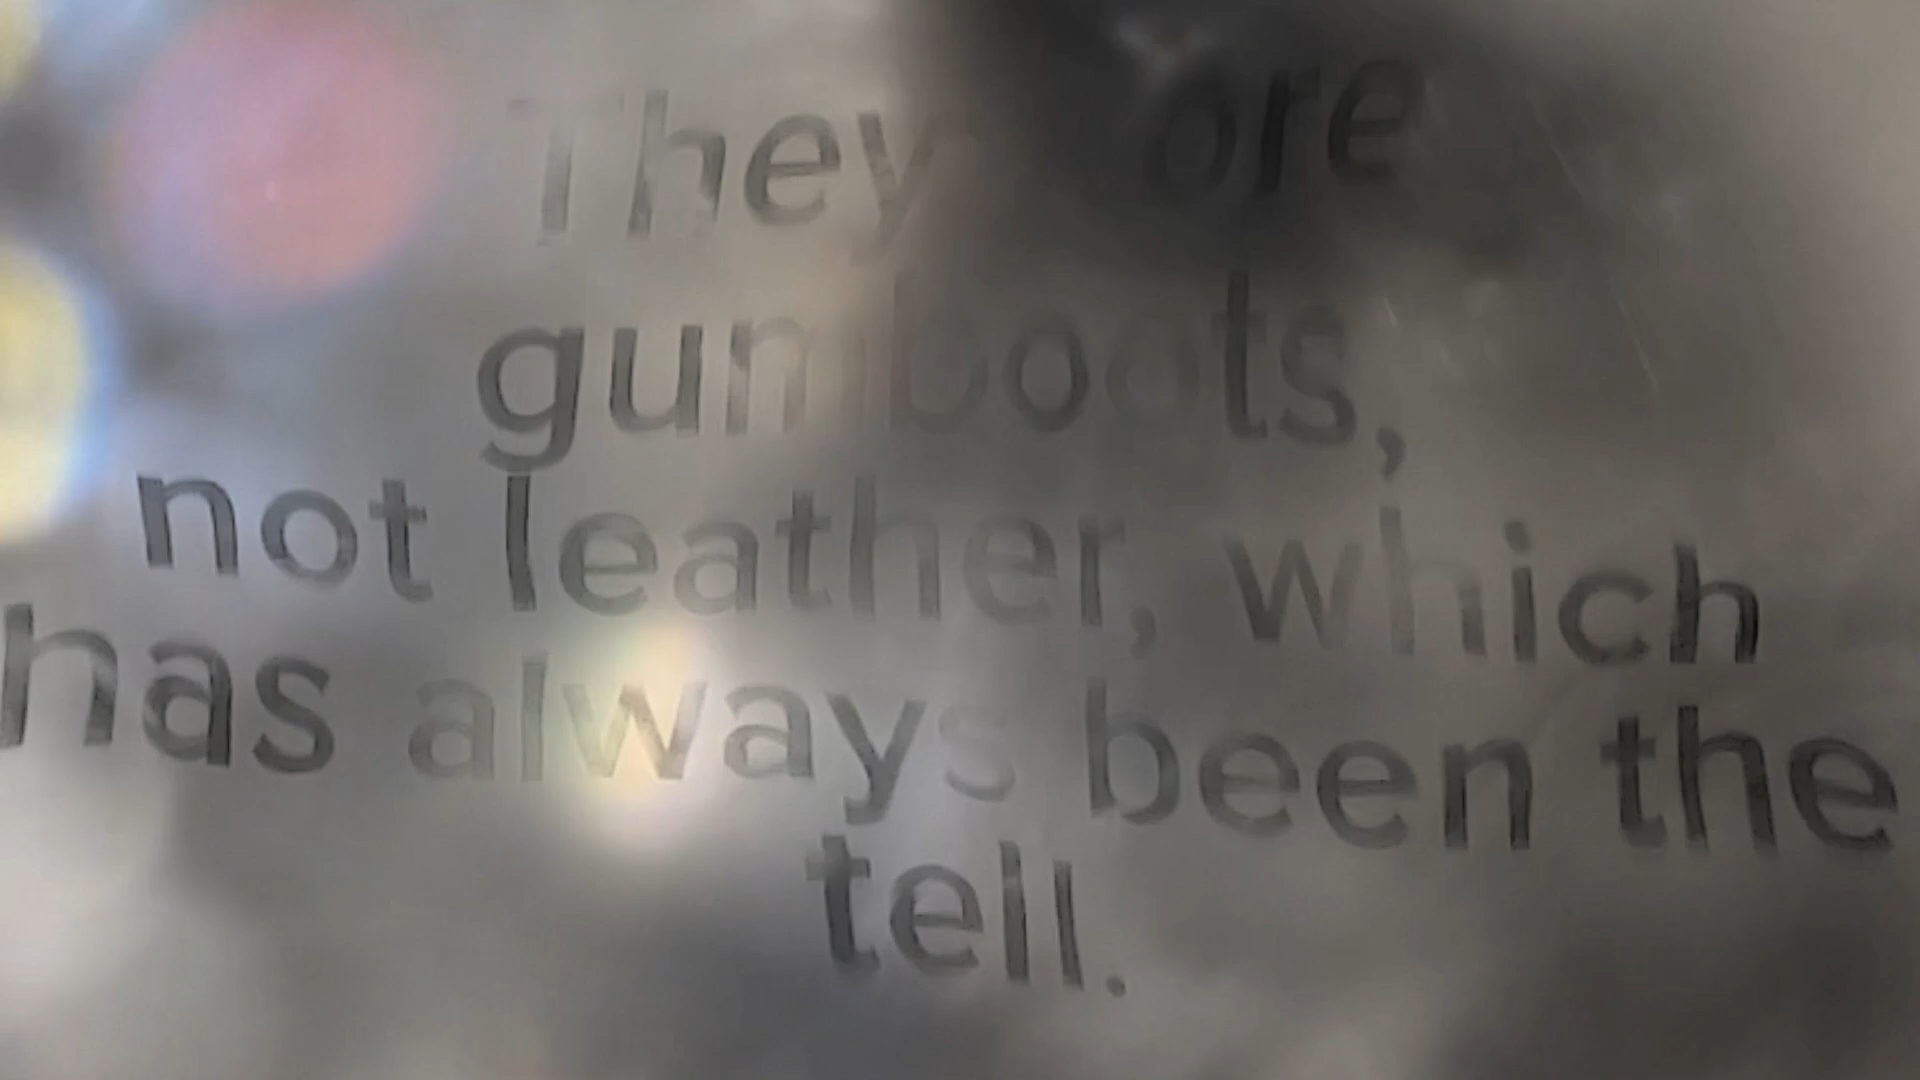 They wore
gumboots,
not leather, which
has always been the
tell.